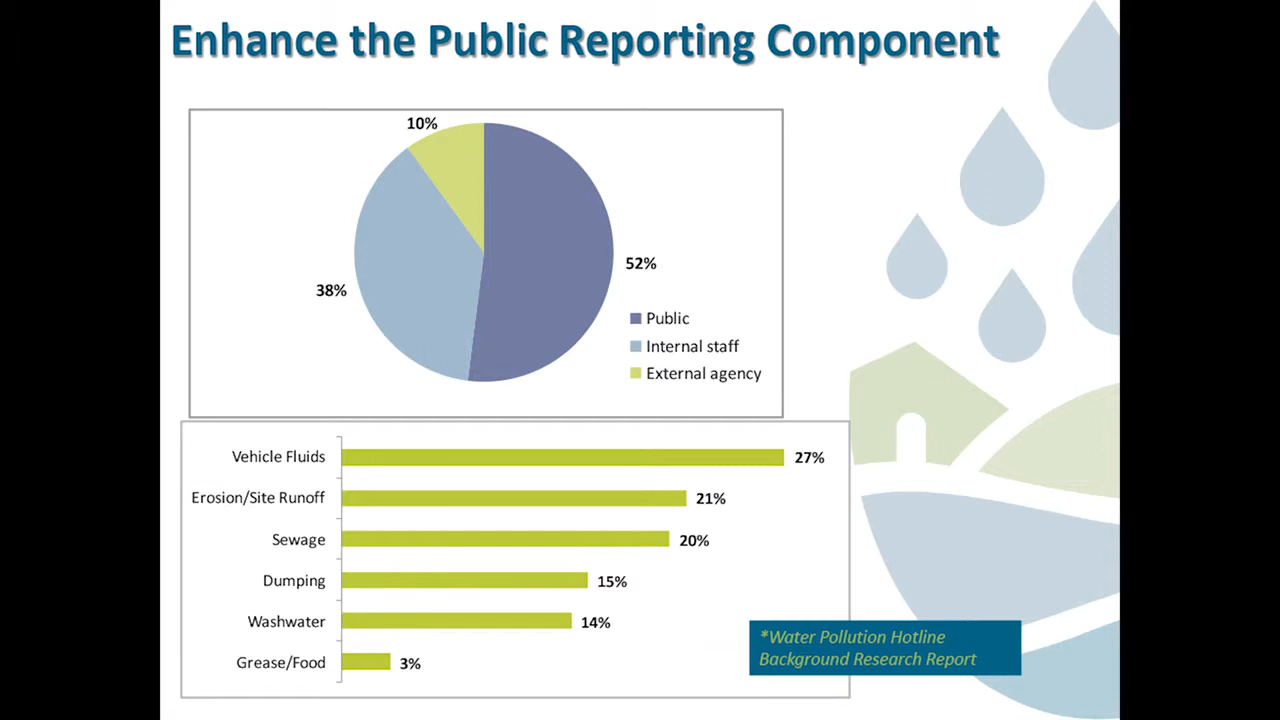 Enhance the Public Reporting Component
10%
52%
38%
Public
Internal staff
External agency
Vehicle Fluids 27%
Erosion/Site Runoff 21%
Sewage 20%
Dumping 15%
Washwater 14%
Grease/Food 3%
*Water Pollution Hotline
Background Research Report